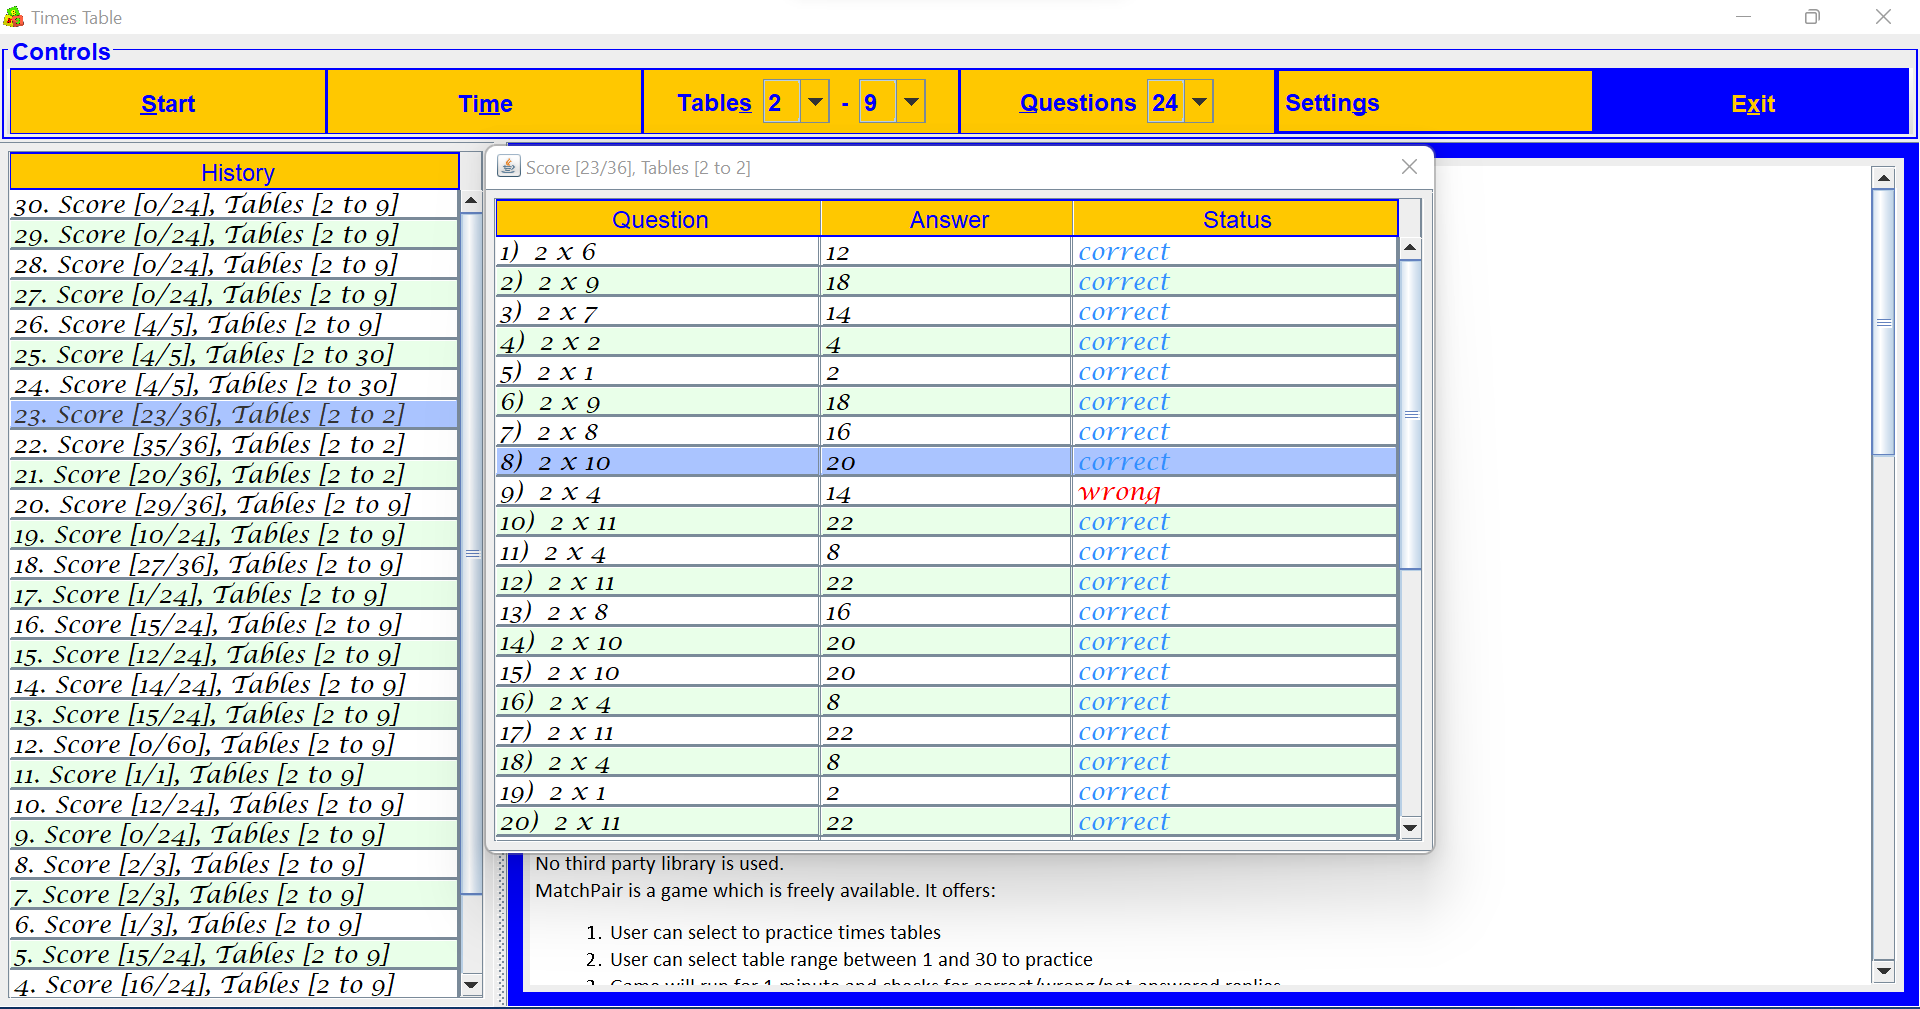 Times Table
Controls
Start Time Tables 2 - 9 Questions 24 Settings Exit
History
30. Score [0/24], Tables [2 to 9]
29. Score [0/24], Tables [2 to 9]
28. Score [0/24], Tables [2 to 9]
27. Score [0/24], Tables [2 to 9]
26. Score [4/5], Tables [2 to 9]
25. Score [4/5], Tables [2 to 30]
24. Score [4/5], Tables [2 to 30]
23. Score [23/36], Tables [2 to 2]
22. Score [35/36], Tables [2 to 2]
21. Score [20/36], Tables [2 to 2]
20. Score [29/36], Tables [2 to 9]
19. Score [10/24], Tables [2 to 9]
18. Score [27/36], Tables [2 to 9]
17. Score [1/24], Tables [2 to 9]
16. Score [15/24], Tables [2 to 9]
15. Score [12/24], Tables [2 to 9]
14. Score [14/24], Tables [2 to 9]
13. Score [15/24], Tables [2 to 9]
12. Score [0/60], Tables [2 to 9]
11. Score [1/1], Tables [2 to 9]
10. Score [12/24], Tables [2 to 9]
9. Score [0/24], Tables [2 to 9]
8. Score [2/3], Tables [2 to 9]
7. Score [2/3], Tables [2 to 9]
6. Score [1/3], Tables [2 to 9]
5. Score [15/24], Tables [2 to 9]
4. Score [16/24], Tables [2 to 9]
Score [23/36], Tables [2 to 2]
Question Answer Status
1) 2 x 6 12 correct
2) 2 x 9 18 correct
3) 2 x 7 14 correct
4) 2 x 2 4 correct
5) 2 x 1 2 correct
6) 2 x 9 18 correct
7) 2 x 8 16 correct
8) 2 x 10 20 correct
9) 2 x 4 14 wrong
10) 2 x 11 22 correct
11) 2 x 4 8 correct
12) 2 x 11 22 correct
13) 2 x 8 16 correct
14) 2 x 10 20 correct
15) 2 x 10 20 correct
16) 2 x 4 8 correct
17) 2 x 11 22 correct
18) 2 x 4 8 correct
19) 2 x 1 2 correct
20) 2 x 11 22 correct
No third party library is used.
MatchPair is a game which is freely available. It offers:
1. User can select to practice times tables
2. User can select table range between 1 and 30 to practice
3. Game will run for 1 minute and checks for correct/wrong/not answered replies